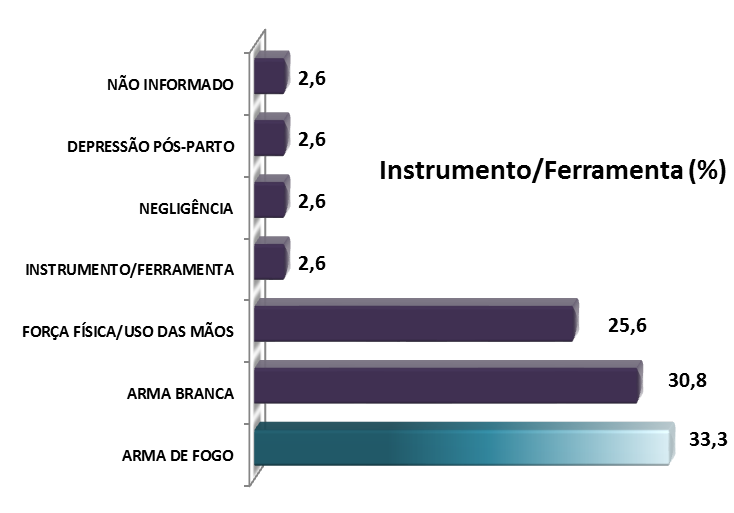 NÃO INFORMADO 2,6
DEPRESSÃO PÓS-PARTO 2,6
Instrumento/Ferramenta (%)
NEGLIGÊNCIA 2,6
INSTRUMENTO/FERRAMENTA 2,6
FORÇA FÍSICA/USO DAS MÃOS 25,6
ARMA BRANCA 30,8
ARMA DE FOGO 33,3